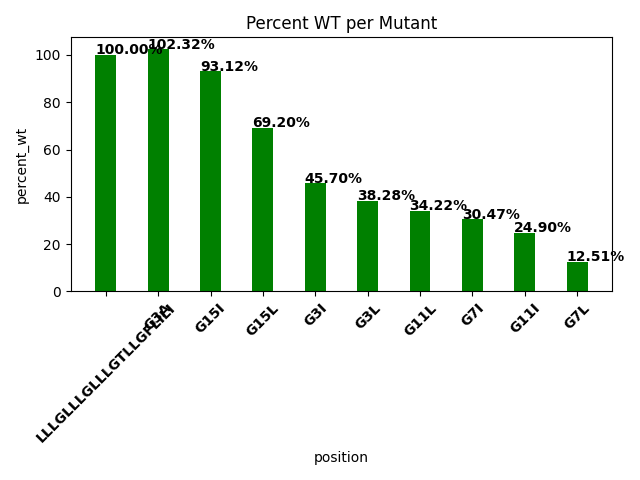 Percent WT per Mutant
percent_wt
100
80
60
40
20
0
100.00%
102.32%
93.12%
69.20%
45.70%
38.28%
34.22%
30.47%
24.90%
12.51%
G3A
G15I
G15L
G3I
G3L
G11L
G7I
G11I
G7L
position